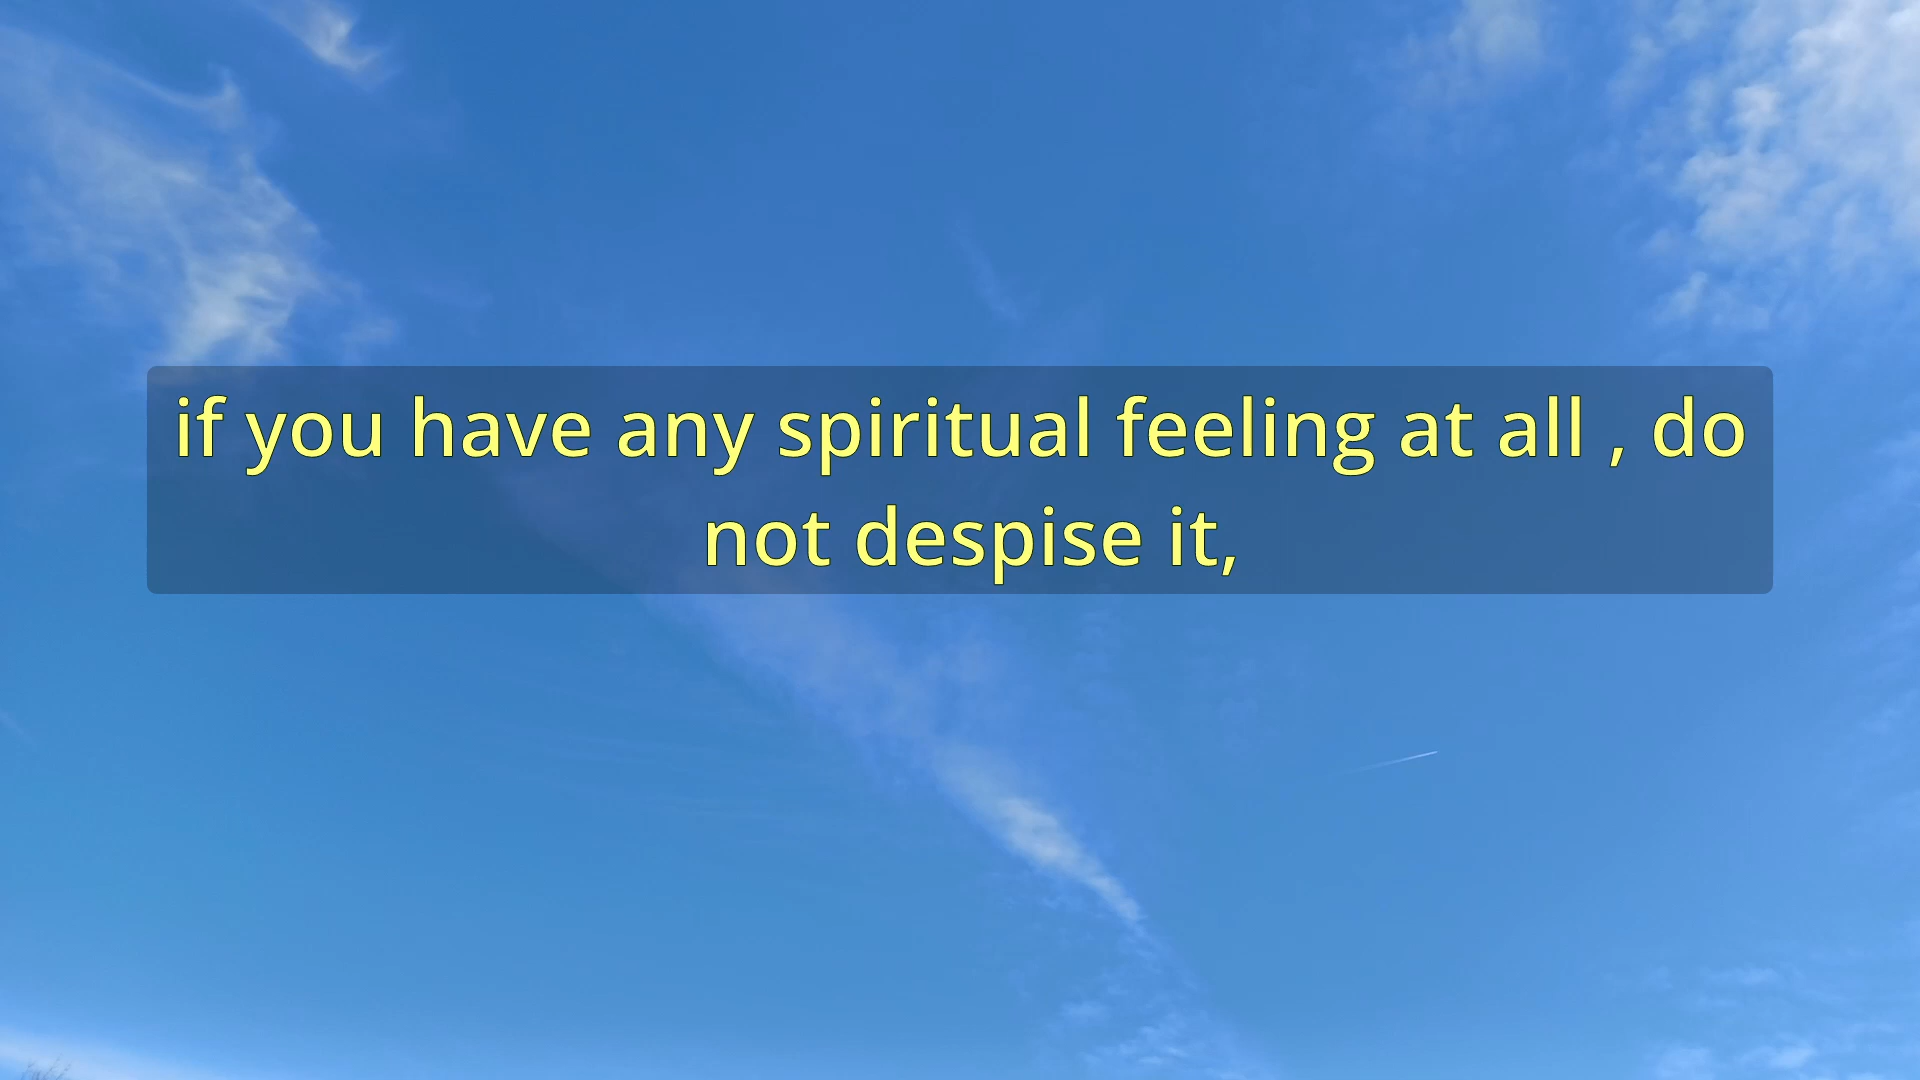 if you have any spiritual feeling at all , do
not despise it,